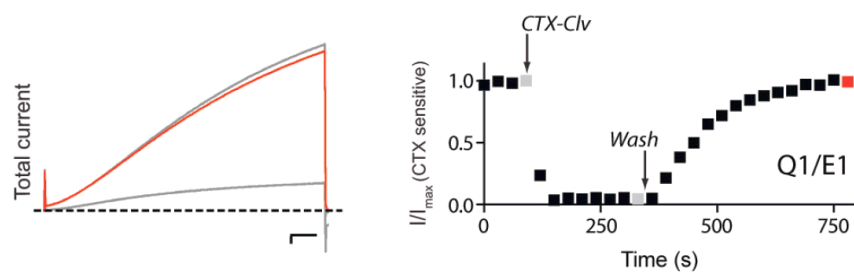 Total current
CTX-Clv
I/Imax (CTX sensitive)
1.0
0.5
0.0
Wash
Q1/E1
0 250 500 750
Time (s)